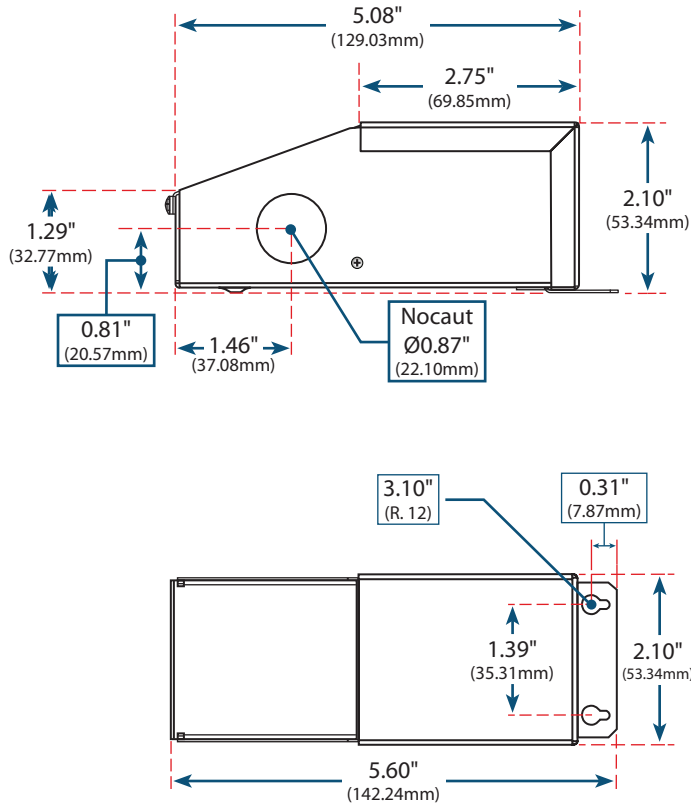 5.08"
(129.03mm)
2.75"
(69.85mm)
2.10"
(53.34mm)
1.29"
(32.77mm)
0.81"
(20.57mm)
1.46"
(37.08mm)
Nocaut
Ø0.87"
(22.10mm)
3.10"
(R. 12)
0.31"
(7.87mm)
1.39"
(35.31mm)
2.10"
(53.34mm)
5.60"
(142.24mm)